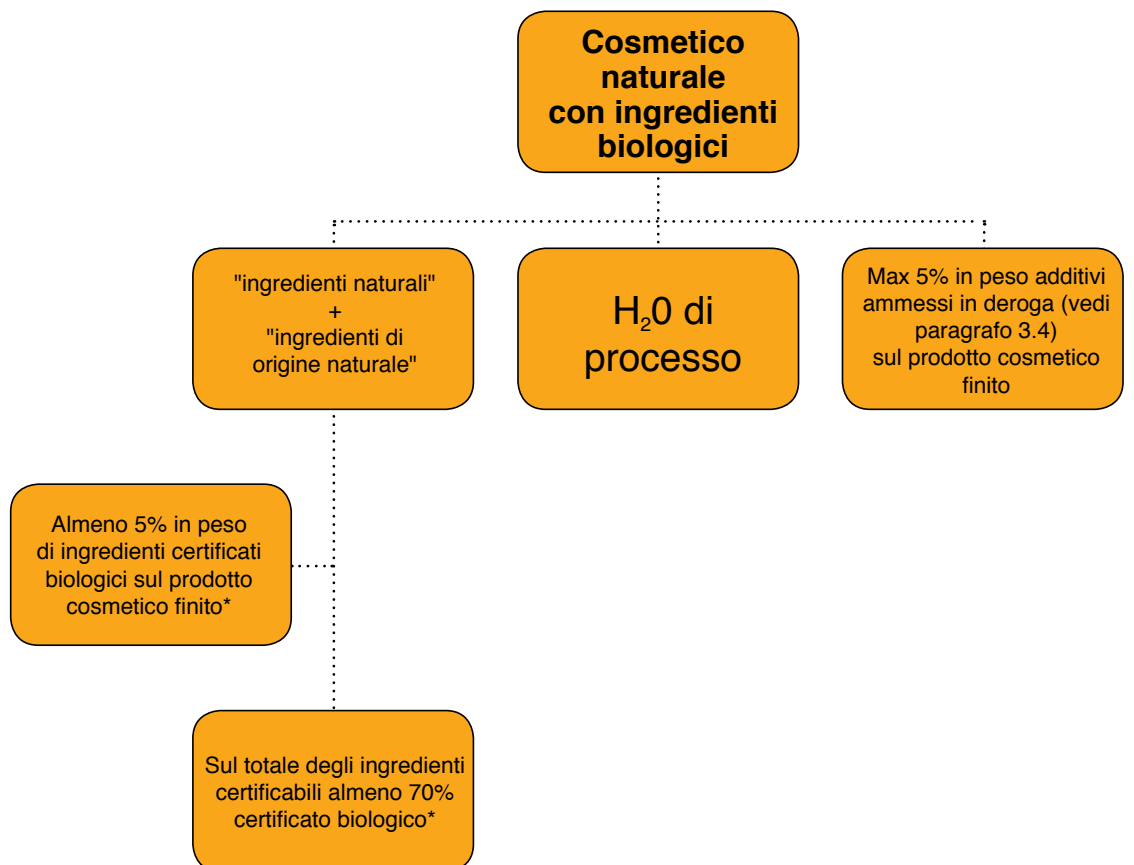 Cosmetico
naturale
con ingredienti
biologici
"ingredienti naturali"
+
"ingredienti di
origine naturale"
H₂0 di
processo
Max 5% in peso additivi
ammessi in deroga (vedi
paragrafo 3.4)
sul prodotto cosmetico
finito
Almeno 5% in peso
di ingredienti certificati
biologici sul prodotto
cosmetico finito*
Sul totale degli ingredienti
certificabili almeno 70%
certificato biologico*